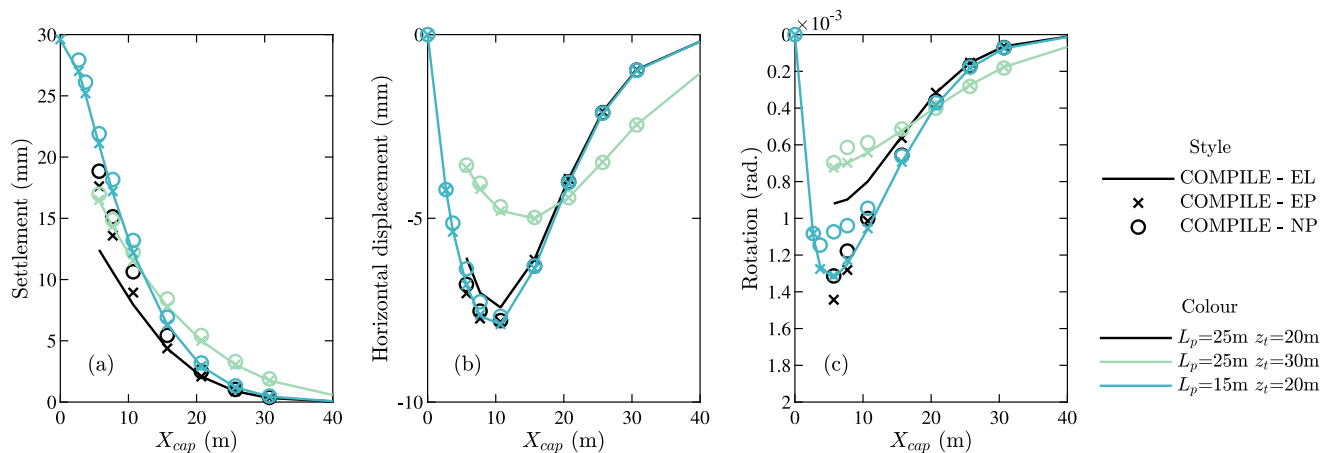 30
25
20
15
10
5
0
Settlement (mm)
(a)
0 10 20 30 40
X_cap (m)
0
-5
-10
Horizontal displacement (mm)
(b)
0 10 20 30 40
X_cap (m)
×10⁻³
0
0.2
0.4
0.6
0.8
1
1.2
1.4
1.6
1.8
2
Rotation (rad.)
(c)
0 10 20 30 40
X_cap (m)
Style
COMPILE - EL
COMPILE - EP
COMPILE - NP
Colour
L_p=25m z_t=20m
L_p=25m z_t=30m
L_p=15m z_t=20m